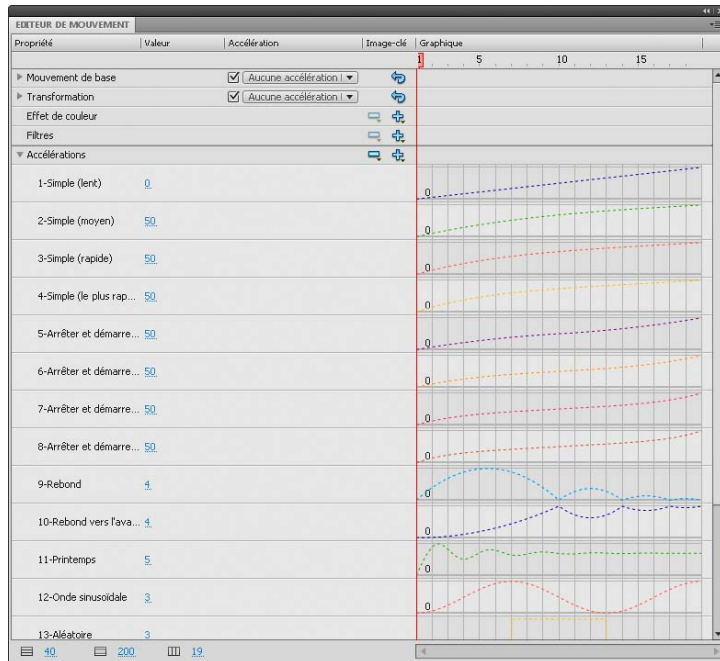 EDITEUR DE MOUVEMENT
Propriété Valeur Accélération Image-clé Graphique
1 5 10 15
Mouvement de base Aucune accélération
Transformation Aucune accélération
Effet de couleur
Filtres
Accélérations
1-Simple (lent) 0 0
2-Simple (moyen) 50 0
3-Simple (rapide) 50 0
4-Simple (le plus rap... 50 0
5-Arrêter et démarre... 50 0
6-Arrêter et démarre... 50 0
7-Arrêter et démarre... 50 0
8-Arrêter et démarre... 50 0
9-Rebond 4 0
10-Rebond vers l'ava... 4 0
11-Printemps 5 0
12-Onde sinusoïdale 3 0
13-Aléatoire 3
40 200 19